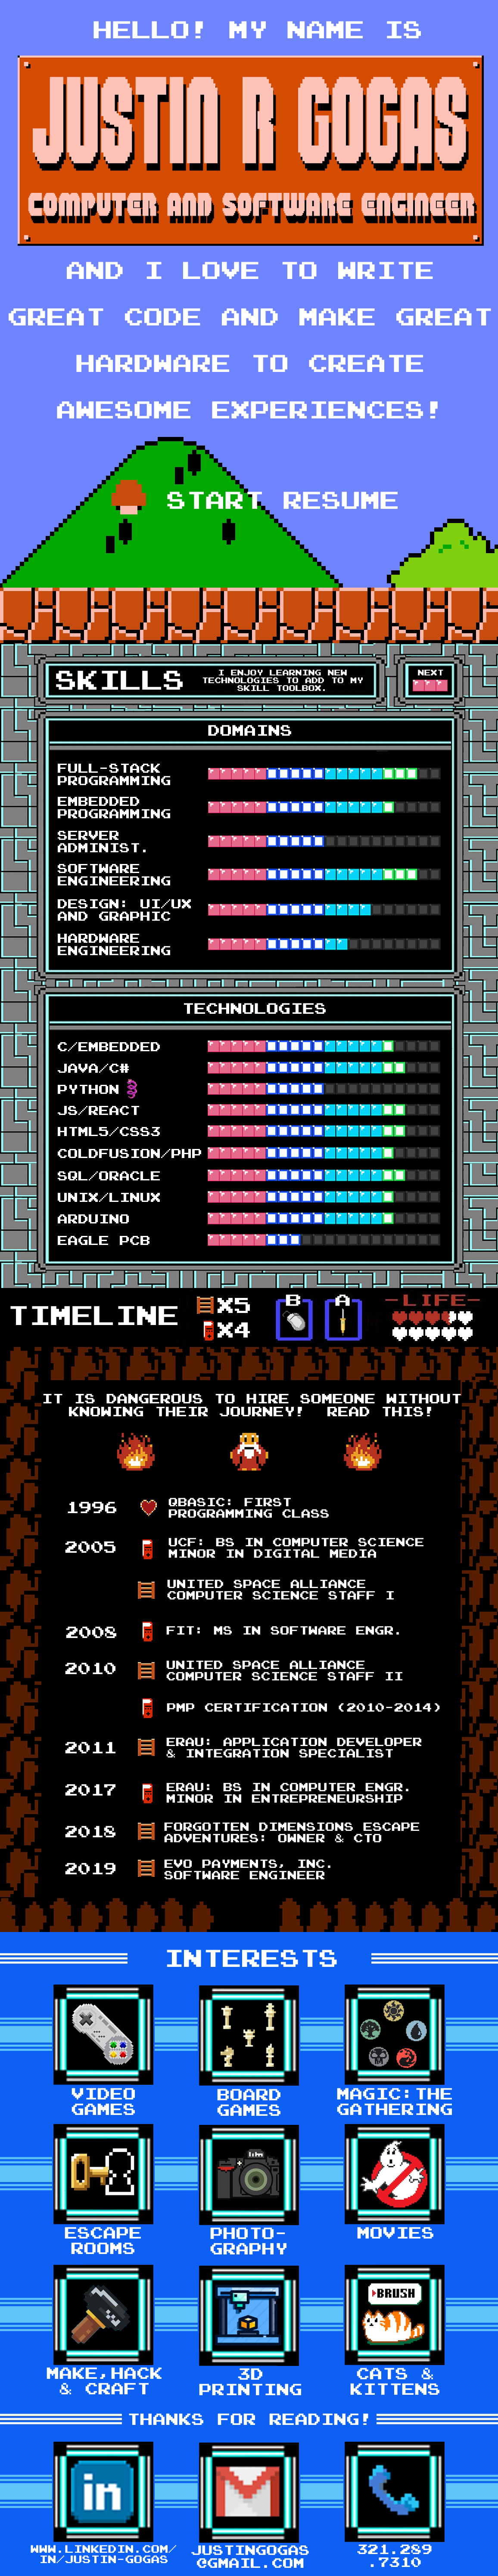 HELLO! MY NAME IS
JUSTIN R GOGAS
COMPUTER AND SOFTWARE ENGINEER
AND I LOVE TO WRITE
GREAT CODE AND MAKE GREAT
HARDWARE TO CREATE
AWESOME EXPERIENCES!
START RESUME
SKILLS
I ENJOY LEARNING NEW
TECHNOLOGIES TO ADD TO MY
SKILL TOOLBOX.
NEXT
DOMAINS
FULL-STACK
PROGRAMMING
EMBEDDED
PROGRAMMING
SERVER
ADMINIST.
SOFTWARE
ENGINEERING
DESIGN: UI/UX
AND GRAPHIC
HARDWARE
ENGINEERING
TECHNOLOGIES
C/EMBEDDED
JAVA/C#
PYTHON
JS/REACT
HTML5/CSS3
COLDFUSION/PHP
SQL/ORACLE
UNIX/LINUX
ARDUINO
EAGLE PCB
TIMELINE
X5
X4
B
A
-LIFE-
IT IS DANGEROUS TO HIRE SOMEONE WITHOUT
KNOWING THEIR JOURNEY! READ THIS!
1996
QBASIC: FIRST
PROGRAMMING CLASS
2005
UCF: BS IN COMPUTER SCIENCE
MINOR IN DIGITAL MEDIA
UNITED SPACE ALLIANCE
COMPUTER SCIENCE STAFF I
2008
FIT: MS IN SOFTWARE ENGR.
2010
UNITED SPACE ALLIANCE
COMPUTER SCIENCE STAFF II
PMP CERTIFICATION (2010-2014)
2011
ERAU: APPLICATION DEVELOPER
& INTEGRATION SPECIALIST
2017
ERAU: BS IN COMPUTER ENGR.
MINOR IN ENTREPRENEURSHIP
2018
FORGOTTEN DIMENSIONS ESCAPE
ADVENTURES: OWNER & CTO
2019
EVO PAYMENTS, INC.
SOFTWARE ENGINEER
INTERESTS
VIDEO
GAMES
BOARD
GAMES
MAGIC:THE
GATHERING
ESCAPE
ROOMS
PHOTO-
GRAPHY
MOVIES
BRUSH
MAKE,HACK
& CRAFT
3D
PRINTING
CATS &
KITTENS
THANKS FOR READING!
in
WWW.LINKEDIN.COM/
IN/JUSTIN-GOGAS
JUSTINGOGAS
@GMAIL.COM
321.289
.7310